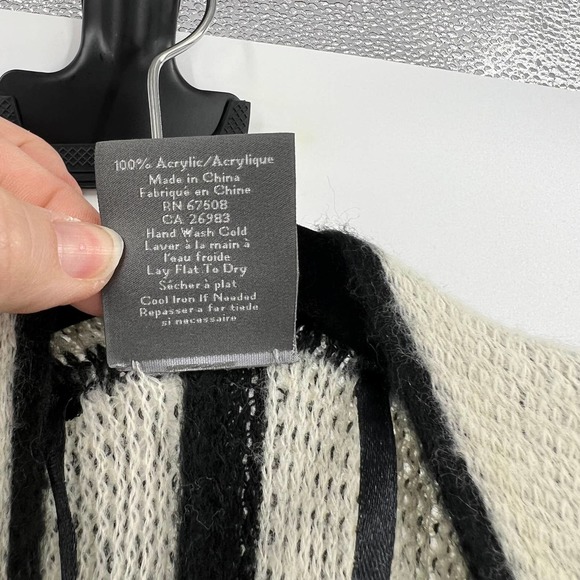 100% Acrylic/Acrylique
Made in China
Fabriqué en Chine
RN 67508
CA 26983
Hand Wash Cold
Laver à la main à
l'eau froide
Lay Flat To Dry
Sécher à plat
Cool Iron If Needed
Repasser a fer tiede
si necessaire